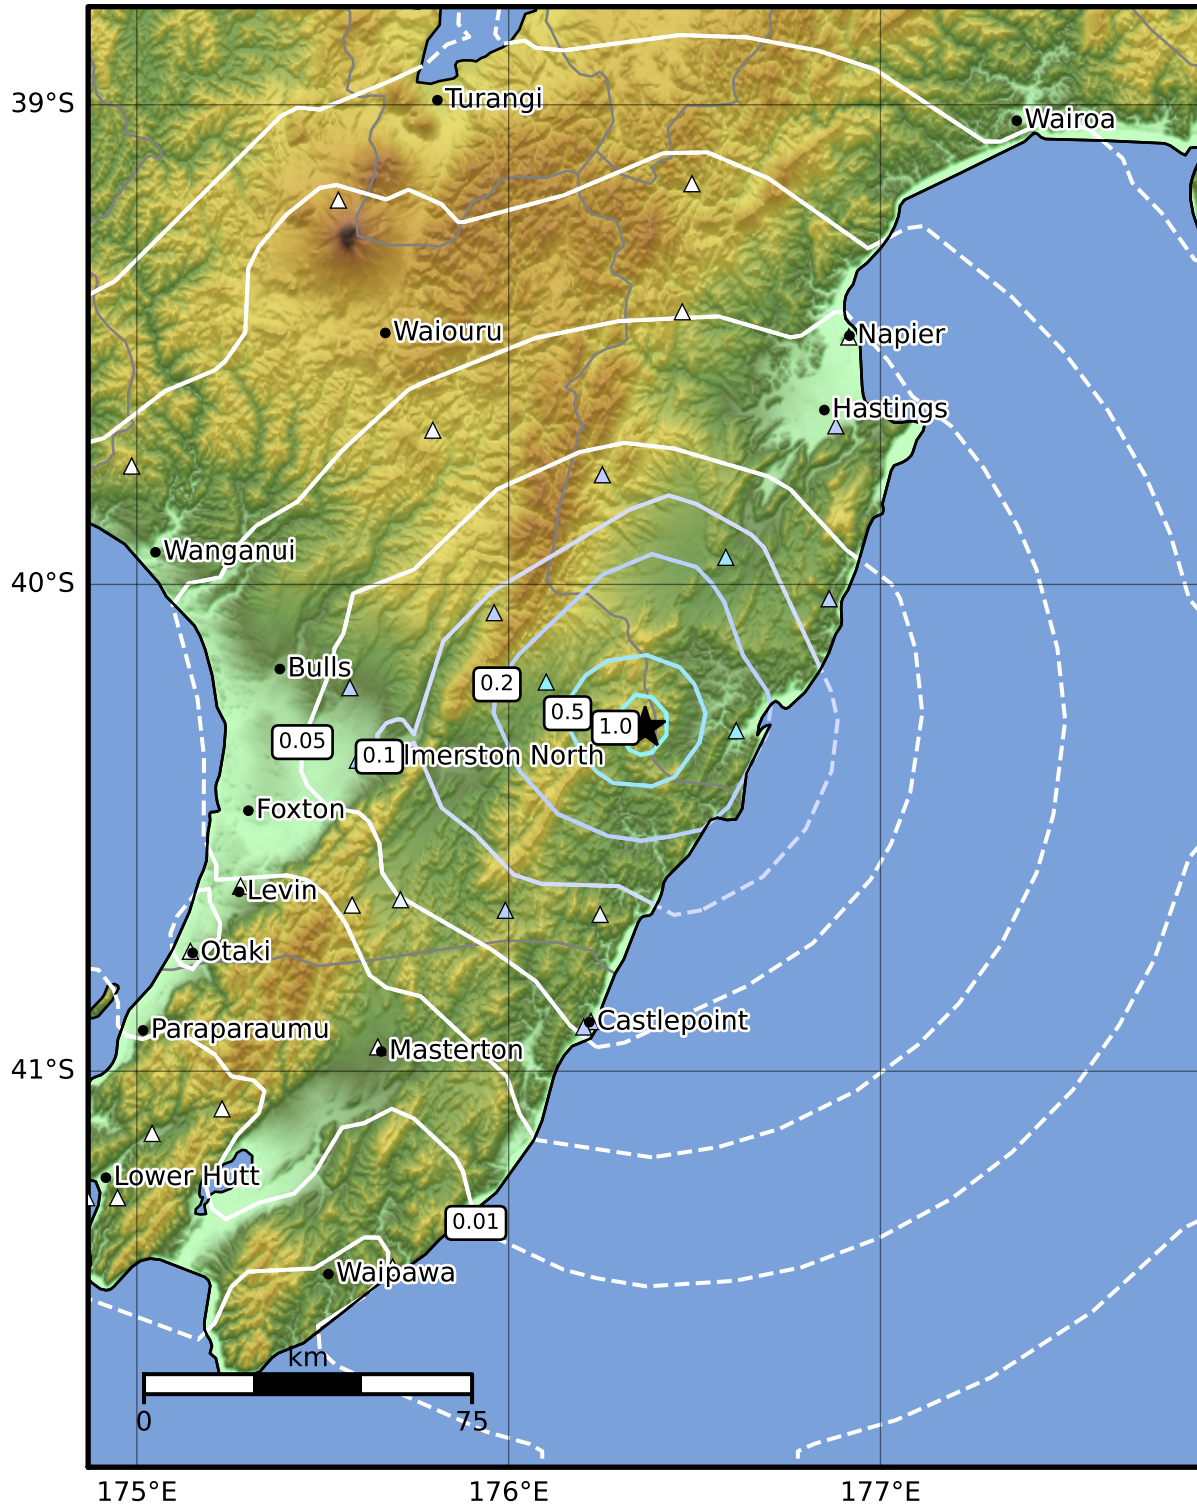 39°S
Turangi
Wairoa
Waiouru
Napier
Hastings
Wanganui
40°S
Bulls
0.2
0.5
1.0
0.05
0.1
lmerston North
Foxton
Levin
Otaki
Castlepoint
Paraparaumu
Masterton
41°S
Lower Hutt
0.01
Waipawa
km
0
75
175°E
176°E
177°E